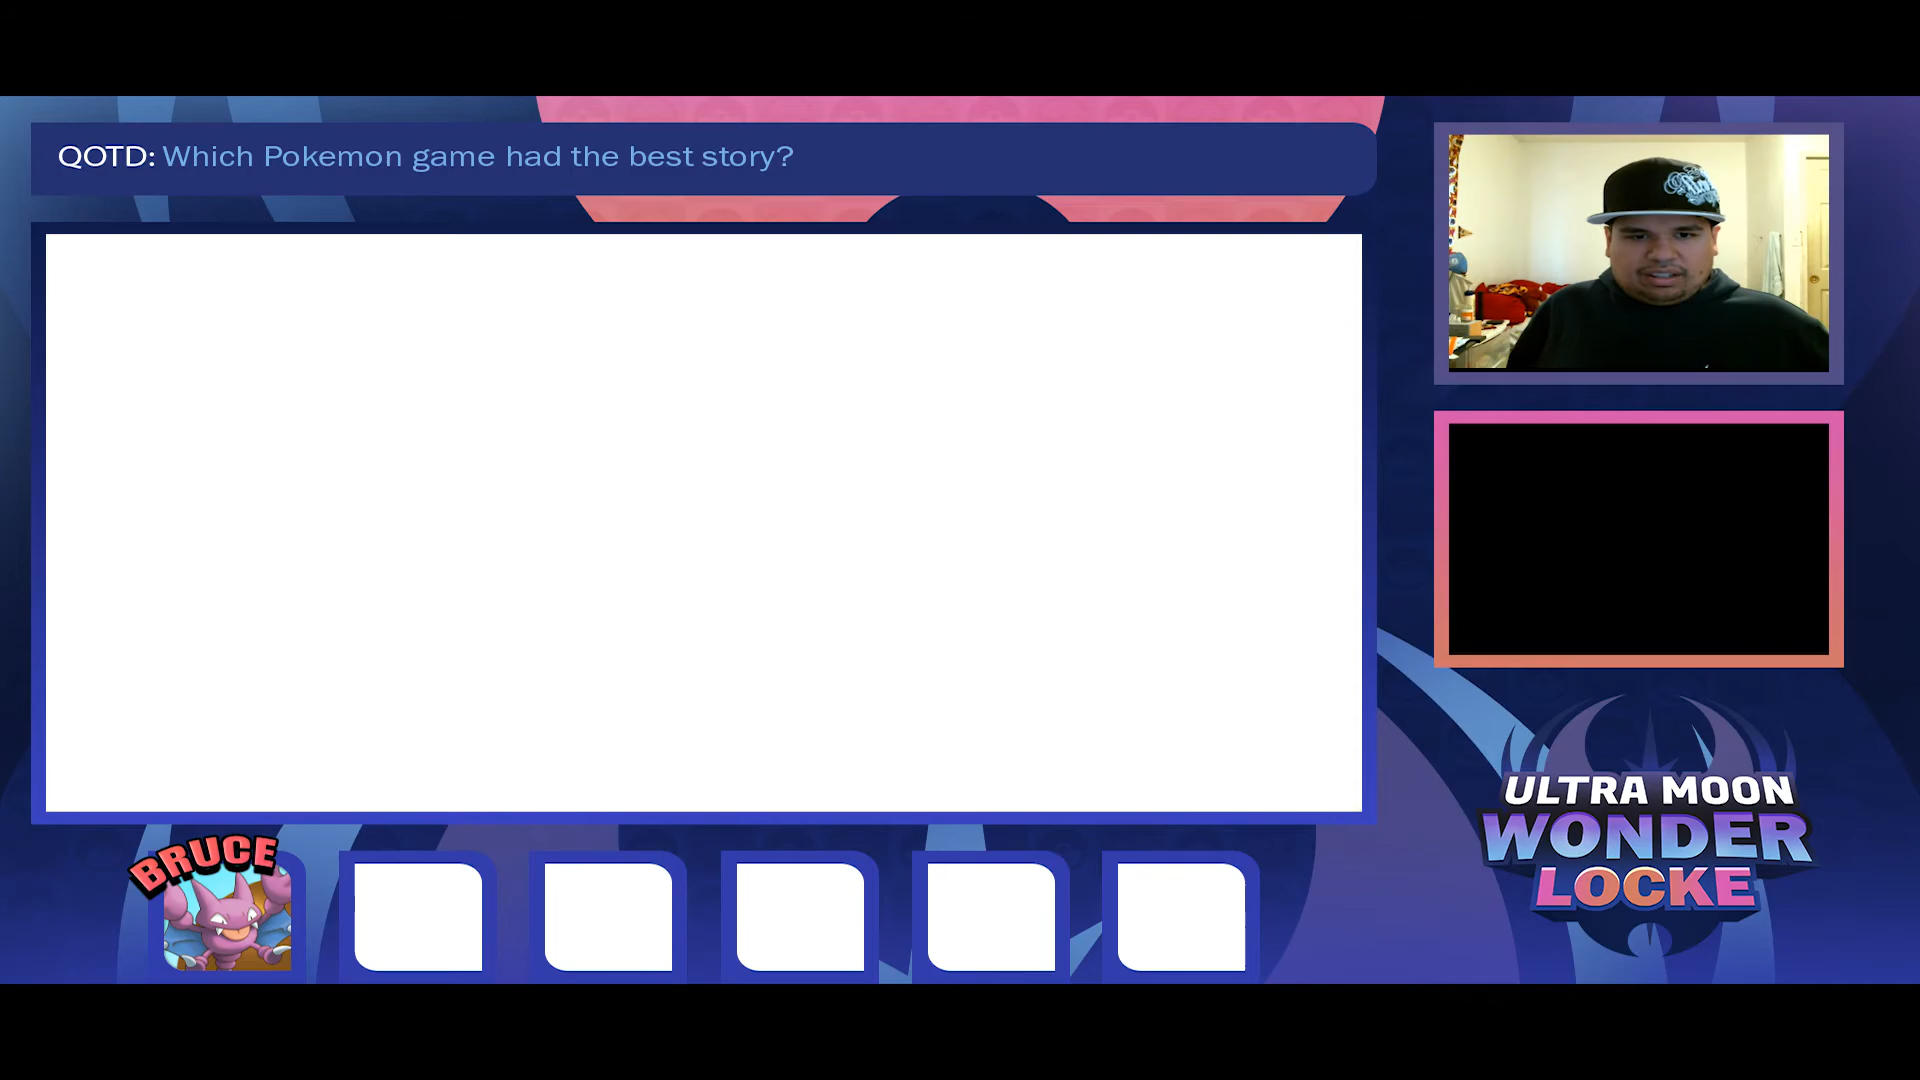 QOTD: Which Pokemon game had the best story?
BRUCE
ULTRA MOON
WONDER
LOCKE